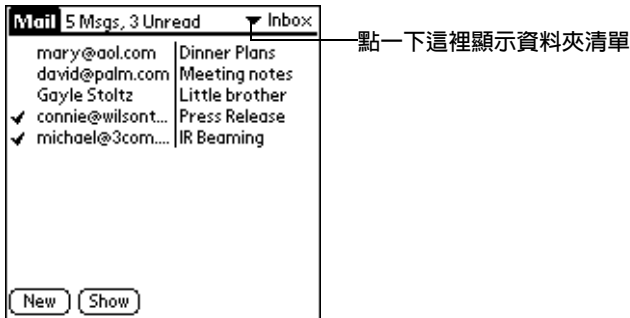 Mail 5 Msgs, 3 Unread Inbox
點一下這裡顯示資料夾清單
mary@aol.com Dinner Plans
david@palm.com Meeting notes
Gayle Stoltz Little brother
connie@wilsont... Press Release
michael@3com.... IR Beaming
New Show